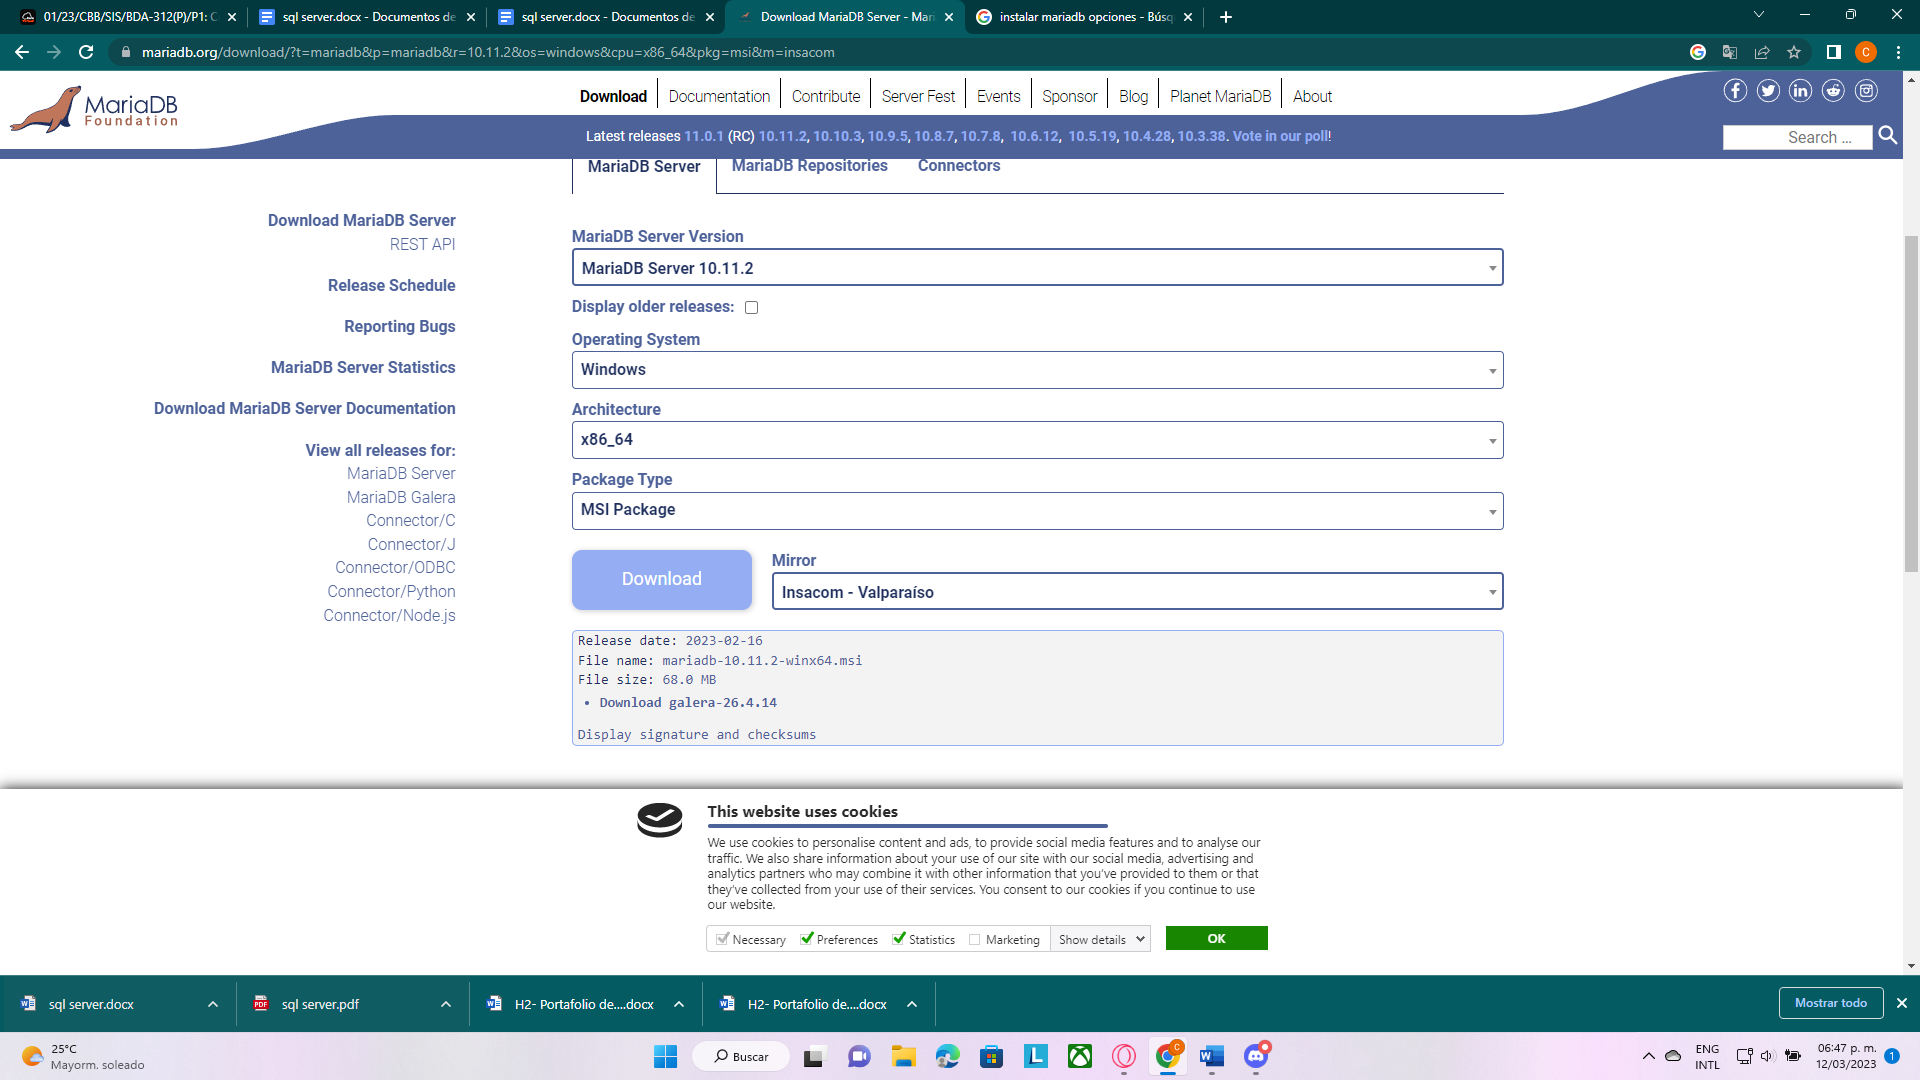 01/23/CBB/SIS/BDA-312(P)/P1: C
sql server.docx - Documentos de
sql server.docx - Documentos de
Download MariaDB Server - Mari
instalar mariadb opciones - Búsq
mariadb.org/download/?t=mariadb&p=mariadb&r=10.11.2&os=windows&cpu=x86_64&pkg=msi&m=insacom
C
MariaDB
Foundation
Download
Documentation
Contribute
Server Fest
Events
Sponsor
Blog
Planet MariaDB
About
Latest releases 11.0.1 (RC) 10.11.2, 10.10.3, 10.9.5, 10.8.7, 10.7.8, 10.6.12, 10.5.19, 10.4.28, 10.3.38. Vote in our poll!
Search ...
MariaDB Server
MariaDB Repositories
Connectors
Download MariaDB Server
REST API
Release Schedule
Reporting Bugs
MariaDB Server Statistics
Download MariaDB Server Documentation
View all releases for:
MariaDB Server
MariaDB Galera
Connector/C
Connector/J
Connector/ODBC
Connector/Python
Connector/Node.js
MariaDB Server Version
MariaDB Server 10.11.2
Display older releases:
Operating System
Windows
Architecture
x86_64
Package Type
MSI Package
Download
Mirror
Insacom - Valparaíso
Release date: 2023-02-16
File name: mariadb-10.11.2-winx64.msi
File size: 68.0 MB
• Download galera-26.4.14
Display signature and checksums
This website uses cookies
We use cookies to personalise content and ads, to provide social media features and to analyse our
traffic. We also share information about your use of our site with our social media, advertising and
analytics partners who may combine it with other information that you've provided to them or that
they've collected from your use of their services. You consent to our cookies if you continue to use
our website.
Necessary
Preferences
Statistics
Marketing
Show details
OK
sql server.docx
sql server.pdf
H2- Portafolio de....docx
H2- Portafolio de....docx
Mostrar todo
25°C
Mayorm. soleado
Buscar
ENG
INTL
06:47 p. m.
12/03/2023
1